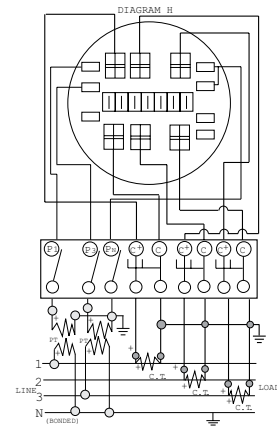 DIAGRAM H
P1 P3 PN C+ C C+ C C+ C
+ +
PT PT
+ +
1 + C.T.
2 + C.T.
LINE LOAD
3 + C.T.
N
(BONDED)